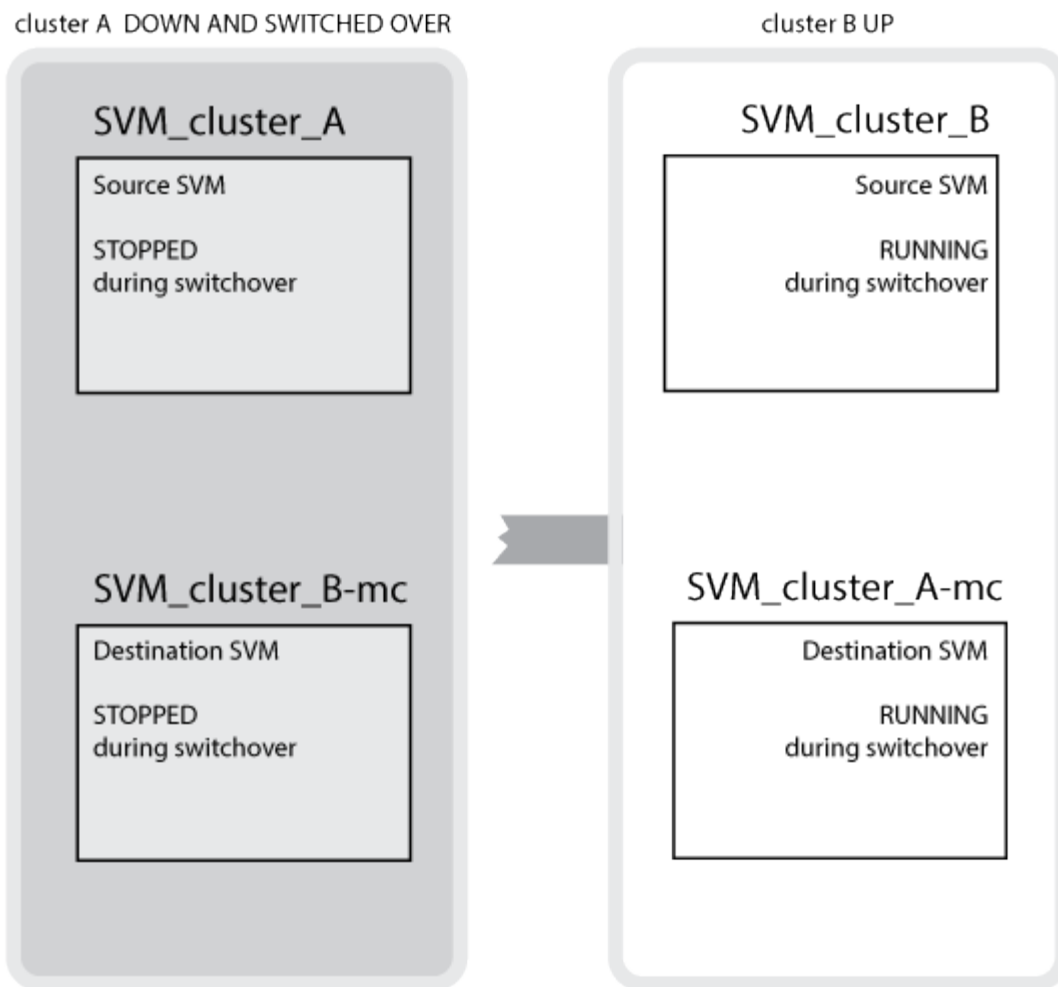 cluster A  DOWN AND SWITCHED OVER
SVM_cluster_A
Source SVM
STOPPED
during switchover
SVM_cluster_B-mc
Destination SVM
STOPPED
during switchover
cluster B UP
SVM_cluster_B
Source SVM
RUNNING
during switchover
SVM_cluster_A-mc
Destination SVM
RUNNING
during switchover